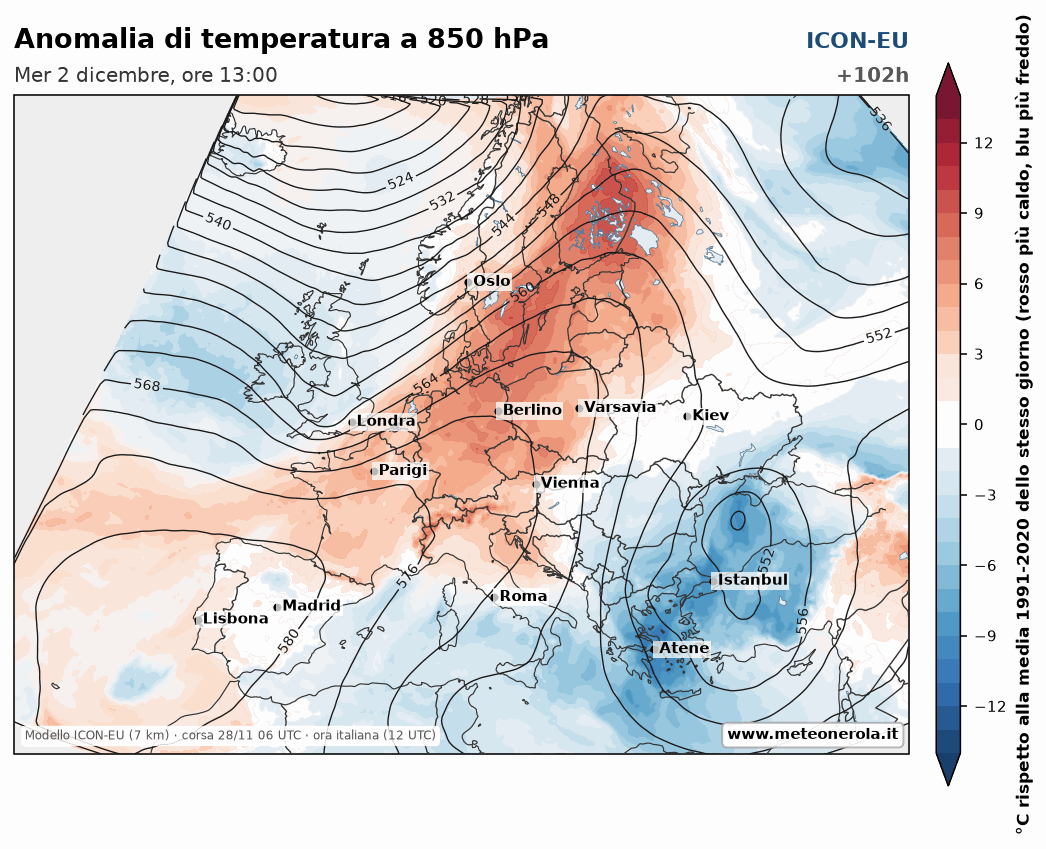 Anomalia di temperatura a 850 hPa
ICON-EU
Mer 2 dicembre, ore 13:00
+102h
528
536
524
532
540
548
544
Oslo
560
552
568
564
Berlino
Varsavia
Londra
Kiev
Parigi
Vienna
552
576
Istanbul
Roma
Madrid
Lisbona
556
580
Atene
Modello ICON-EU (7 km) · corsa 28/11 06 UTC · ora italiana (12 UTC)
www.meteonerola.it
12
9
6
3
0
−3
−6
−9
−12
°C rispetto alla media 1991-2020 dello stesso giorno (rosso più caldo, blu più freddo)